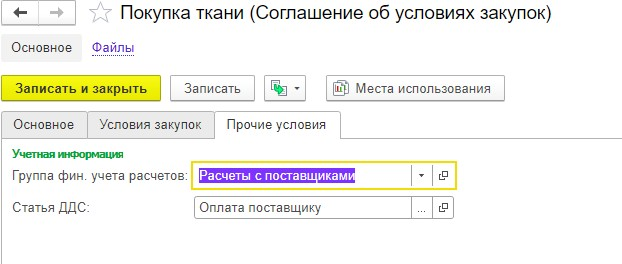 Покупка ткани (Соглашение об условиях закупок)
Основное Файлы
Записать и закрыть Записать Места использования
Основное Условия закупок Прочие условия
Учетная информация
Группа фин. учета расчетов: Расчеты с поставщиками
Статья ДДС: Оплата поставщику ...